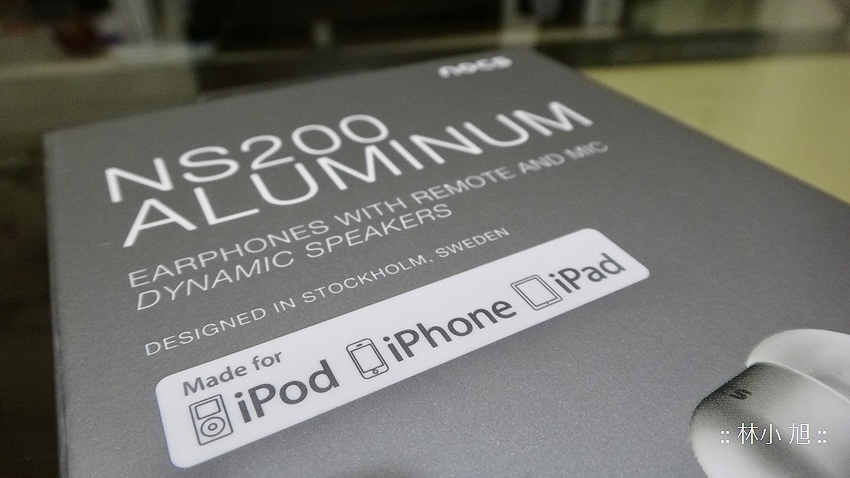 nocs
NS200
ALUMINUM
EARPHONES WITH REMOTE AND MIC
DYNAMIC SPEAKERS
DESIGNED IN STOCKHOLM, SWEDEN
Made for
iPod iPhone iPad
S
:: 林小旭 ::